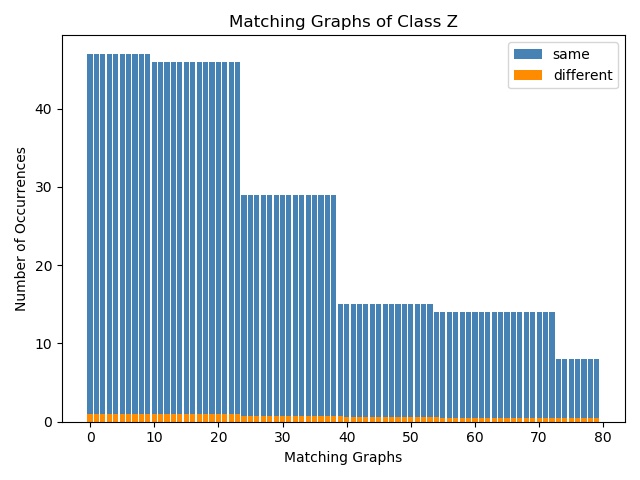 Matching Graphs of Class Z
same
different
Number of Occurrences
40
30
20
10
0
0 10 20 30 40 50 60 70 80
Matching Graphs